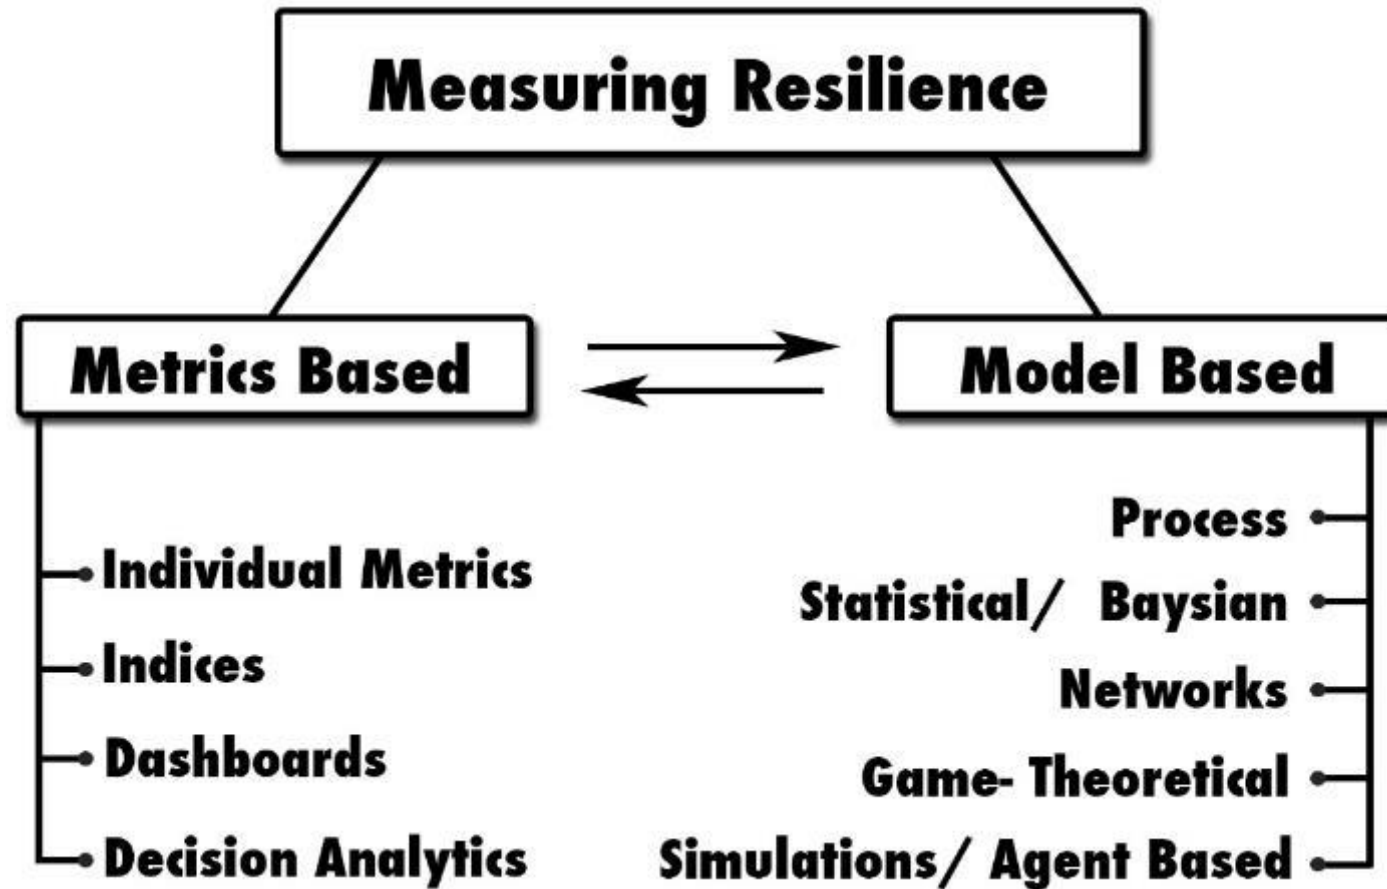 Measuring Resilience
Metrics Based
Model Based
Individual Metrics
Indices
Dashboards
Decision Analytics
Process
Statistical/ Baysian
Networks
Game- Theoretical
Simulations/ Agent Based